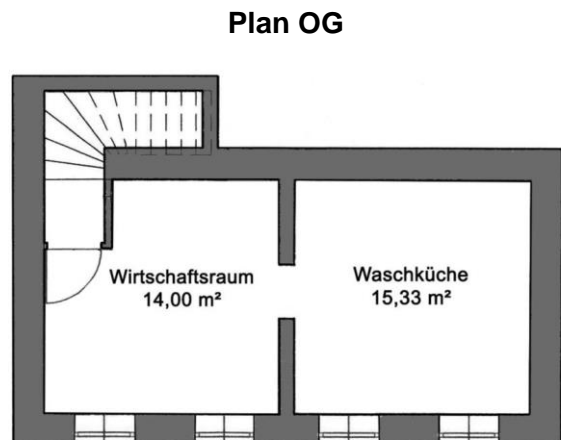 Plan OG
Wirtschaftsraum
14,00 m²
Waschküche
15,33 m²